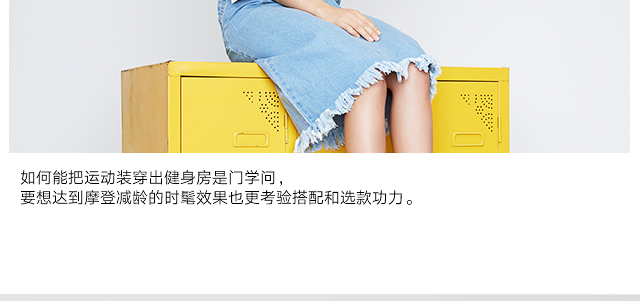 如何能把运动装穿出健身房是门学问，
要想达到摩登减龄的时髦效果也更考验搭配和选款功力。